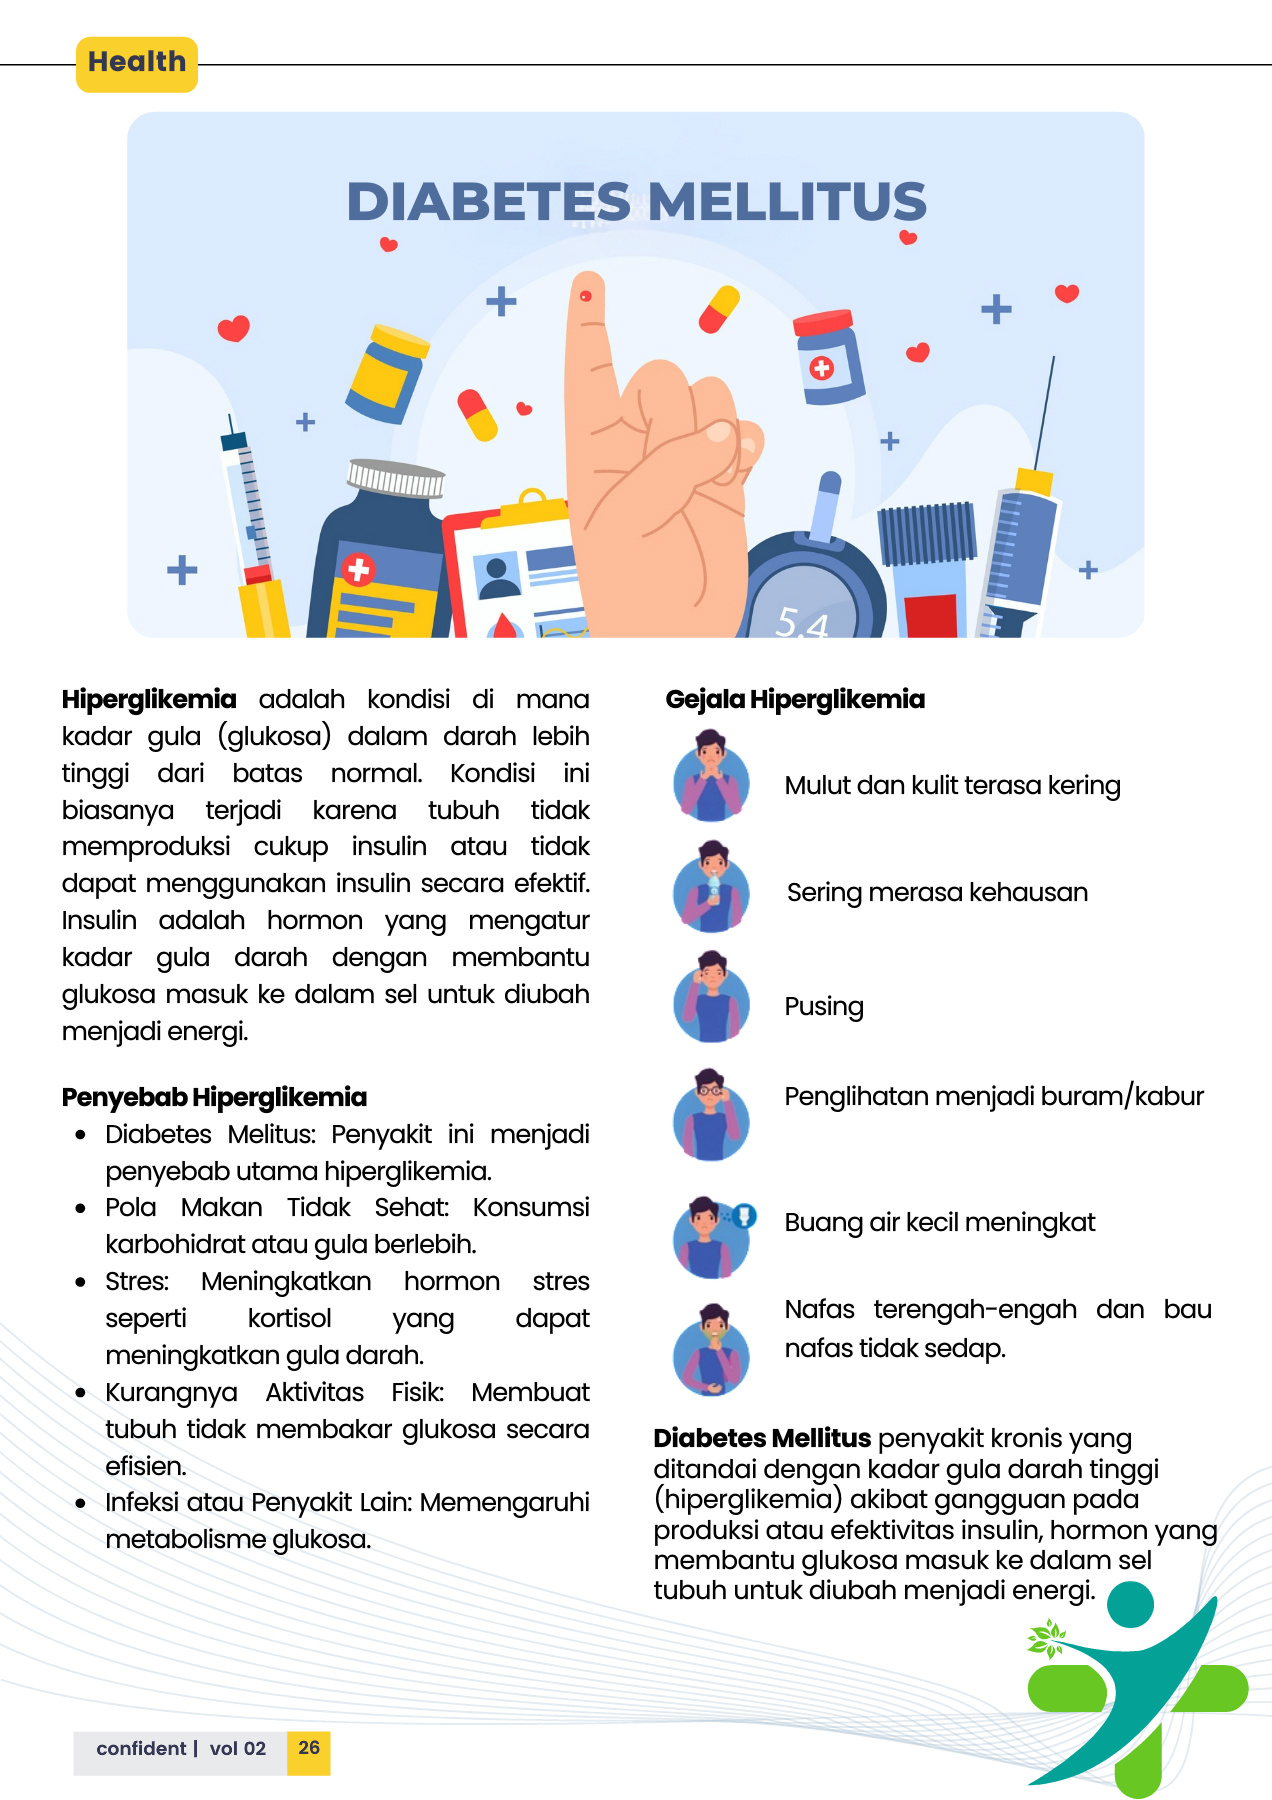 Health
DIABETES MELLITUS
5.4
Hiperglikemia adalah kondisi di mana
kadar gula (glukosa) dalam darah lebih
tinggi dari batas normal. Kondisi ini
biasanya terjadi karena tubuh tidak
memproduksi cukup insulin atau tidak
dapat menggunakan insulin secara efektif.
Insulin adalah hormon yang mengatur
kadar gula darah dengan membantu
glukosa masuk ke dalam sel untuk diubah
menjadi energi.
Penyebab Hiperglikemia
• Diabetes Melitus: Penyakit ini menjadi
penyebab utama hiperglikemia.
• Pola Makan Tidak Sehat: Konsumsi
karbohidrat atau gula berlebih.
• Stres: Meningkatkan hormon stres
seperti kortisol yang dapat
meningkatkan gula darah.
• Kurangnya Aktivitas Fisik: Membuat
tubuh tidak membakar glukosa secara
efisien.
• Infeksi atau Penyakit Lain: Memengaruhi
metabolisme glukosa.
Gejala Hiperglikemia
Mulut dan kulit terasa kering
Sering merasa kehausan
Pusing
Penglihatan menjadi buram/kabur
Buang air kecil meningkat
Nafas terengah-engah dan bau
nafas tidak sedap.
Diabetes Mellitus penyakit kronis yang
ditandai dengan kadar gula darah tinggi
(hiperglikemia) akibat gangguan pada
produksi atau efektivitas insulin, hormon yang
membantu glukosa masuk ke dalam sel
tubuh untuk diubah menjadi energi.
confident | vol 02 26